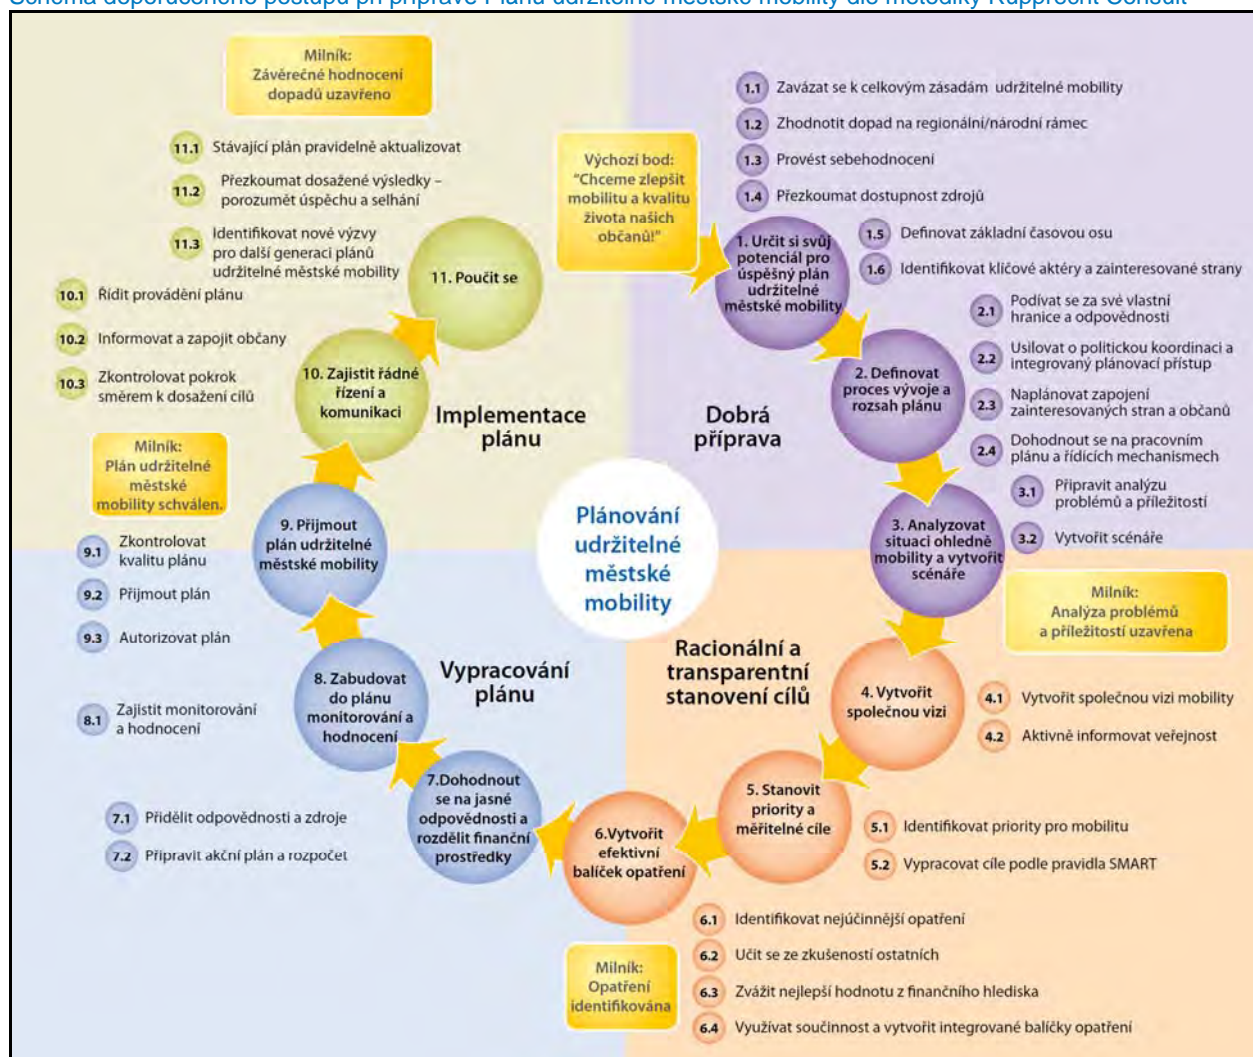 Schéma doporučeného postupu při přípravě Plánu udržitelné městské mobility dle metodiky Rupprecht Consult
Milník:
Závěrečné hodnocení
dopadů uzavřeno
11.1 Stávající plán pravidelně aktualizovat
11.2 Přezkoumat dosažené výsledky –
porozumět úspěchu a selhání
11.3 Identifikovat nové výzvy
pro další generaci plánů
udržitelné městské mobility
11. Poučit se
10.1 Řídit provádění plánu
10.2 Informovat a zapojit občany
10.3 Zkontrolovat pokrok
směrem k dosažení cílů
10. Zajistit řádné
řízení a
komunikaci
Implementace
plánu
Výchozí bod:
"Chceme zlepšit
mobilitu a kvalitu
života našich
občanů!"
1.1 Zavázat se k celkovým zásadám udržitelné mobility
1.2 Zhodnotit dopad na regionální/národní rámec
1.3 Provést sebehodnocení
1.4 Přezkoumat dostupnost zdrojů
1.5 Definovat základní časovou osu
1.6 Identifikovat klíčové aktéry a zainteresované strany
1. Určit si svůj
potenciál pro
úspěšný plán
udržitelné
městské mobility
2.1 Podívat se za své vlastní
hranice a odpovědnosti
2.2 Usilovat o politickou koordinaci a
integrovaný plánovací přístup
2.3 Naplánovat zapojení
zainteresovaných stran a občanů
2.4 Dohodnout se na pracovním
plánu a řídících mechanismech
2. Definovat
proces vývoje a
rozsah plánu
Dobrá
příprava
3.1 Připravit analýzu
problémů a příležitostí
3.2 Vytvořit scénáře
3. Analyzovat
situaci ohledně
mobility a vytvořit
scénáře
Milník:
Analýza problémů
a příležitostí uzavřena
Plánování
udržitelné
městské
mobility
Milník:
Plán udržitelné
městské
mobility schválen.
9. Přijmout
plán udržitelné
městské mobility
9.1 Zkontrolovat
kvalitu plánu
9.2 Přijmout plán
9.3 Autorizovat plán
8. Zabudovat
do plánu
monitorování a
hodnocení
8.1 Zajistit monitorování
a hodnocení
Vypracování
plánu
7.Dohodnout
se na jasné
odpovědnosti a
rozdělit finanční
prostředky
7.1 Přidělit odpovědnosti a zdroje
7.2 Připravit akční plán a rozpočet
Racionální a
transparentní
stanovení cílů
4. Vytvořit
společnou vizi
4.1 Vytvořit společnou vizi mobility
4.2 Aktivně informovat veřejnost
5. Stanovit
priority a
měřitelné cíle
5.1 Identifikovat priority pro mobilitu
5.2 Vypracovat cíle podle pravidla SMART
6.Vytvořit
efektivní
balíček opatření
6.1 Identifikovat nejúčinnější opatření
6.2 Učit se ze zkušeností ostatních
6.3 Zvážit nejlepší hodnotu z finančního hlediska
6.4 Využívat součinnost a vytvořit integrované balíčky opatření
Milník:
Opatření
identifikována